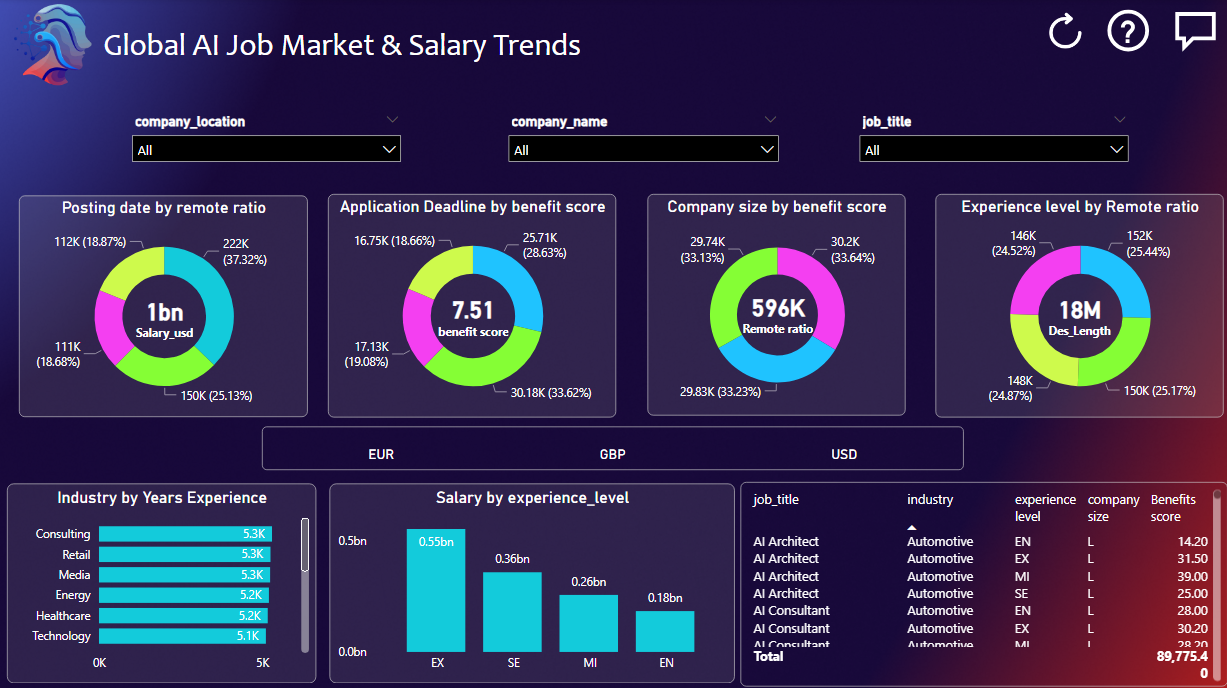 Global AI Job Market & Salary Trends
?
company_location
company_name
job_title
All
All
All
Posting date by remote ratio
112K (18.87%)
222K
(37.32%)
1bn
Salary_usd
111K
(18.68%)
150K (25.13%)
Application Deadline by benefit score
16.75K (18.66%)
25.71K
(28.63%)
7.51
benefit score
17.13K
(19.08%)
30.18K (33.62%)
Company size by benefit score
29.74K
(33.13%)
30.2K
(33.64%)
596K
Remote ratio
29.83K (33.23%)
Experience level by Remote ratio
146K
(24.52%)
152K
(25.44%)
18M
Des_Length
148K
(24.87%)
150K (25.17%)
EUR
GBP
USD
Industry by Years Experience
Consulting 5.3K
Retail 5.3K
Media 5.3K
Energy 5.2K
Healthcare 5.2K
Technology 5.1K
0K 5K
Salary by experience_level
0.5bn
0.0bn
0.55bn
0.36bn
0.26bn
0.18bn
EX SE MI EN
job_title industry experience company Benefits
level size score
AI Architect Automotive EN L 14.20
AI Architect Automotive EX L 31.50
AI Architect Automotive MI L 39.00
AI Architect Automotive SE L 25.00
AI Consultant Automotive EN L 28.00
AI Consultant Automotive EX L 30.20
AI Consultant Automotive MI L 28.20
Total 89,775.4
0